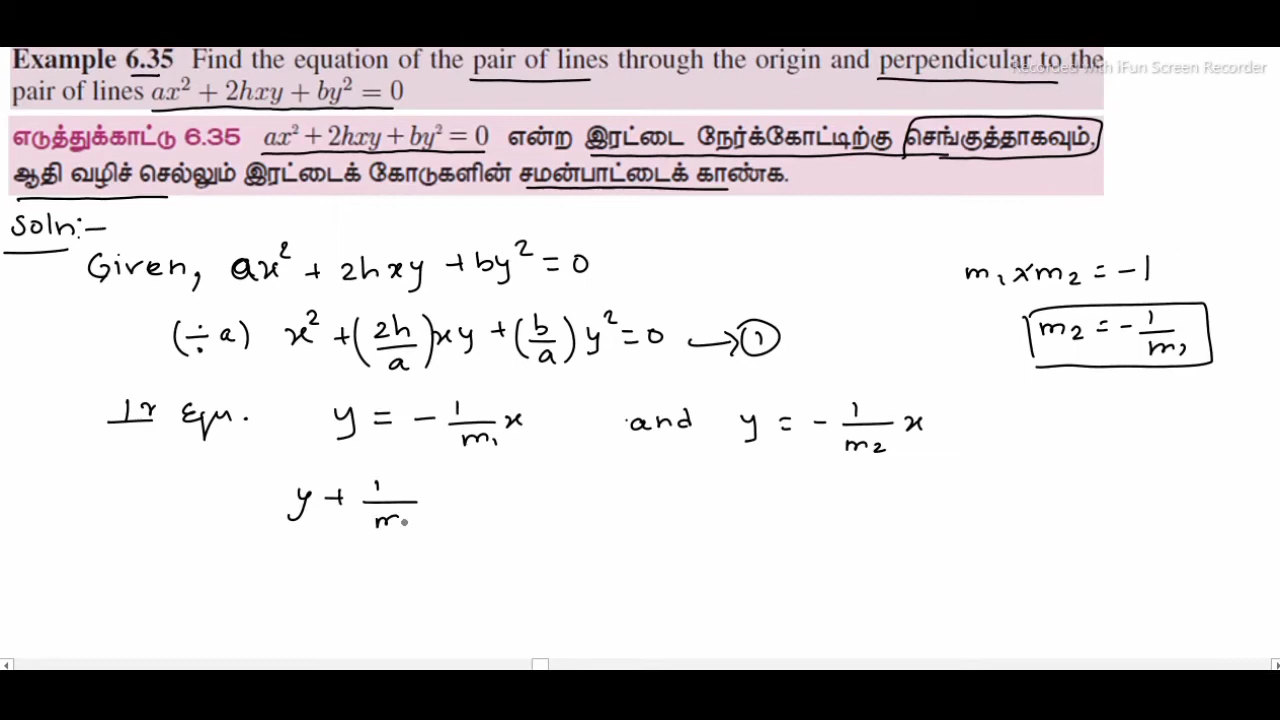 Example 6.35 Find the equation of the pair of lines through the origin and perpendicular to the
Recorded with iFun Screen Recorder
pair of lines ax² + 2hxy + by² = 0
எடுத்துக்காட்டு 6.35 ax² + 2hxy + by² = 0 என்ற இரட்டை நேர்க்கோட்டிற்கு செங்குத்தாகவும்,
ஆதி வழிச் செல்லும் இரட்டைக் கோடுகளின் சமன்பாட்டைக் காண்க.
Soln:-
Given, ax² + 2hxy + by² = 0
m₁ x m₂ = -1
(÷ a) x² + (2h/a) xy + (b/a) y² = 0 → ①
m₂ = - 1/m₁
⊥r Equ. y = - 1/m₁ x and y = - 1/m₂ x
y + 1/m